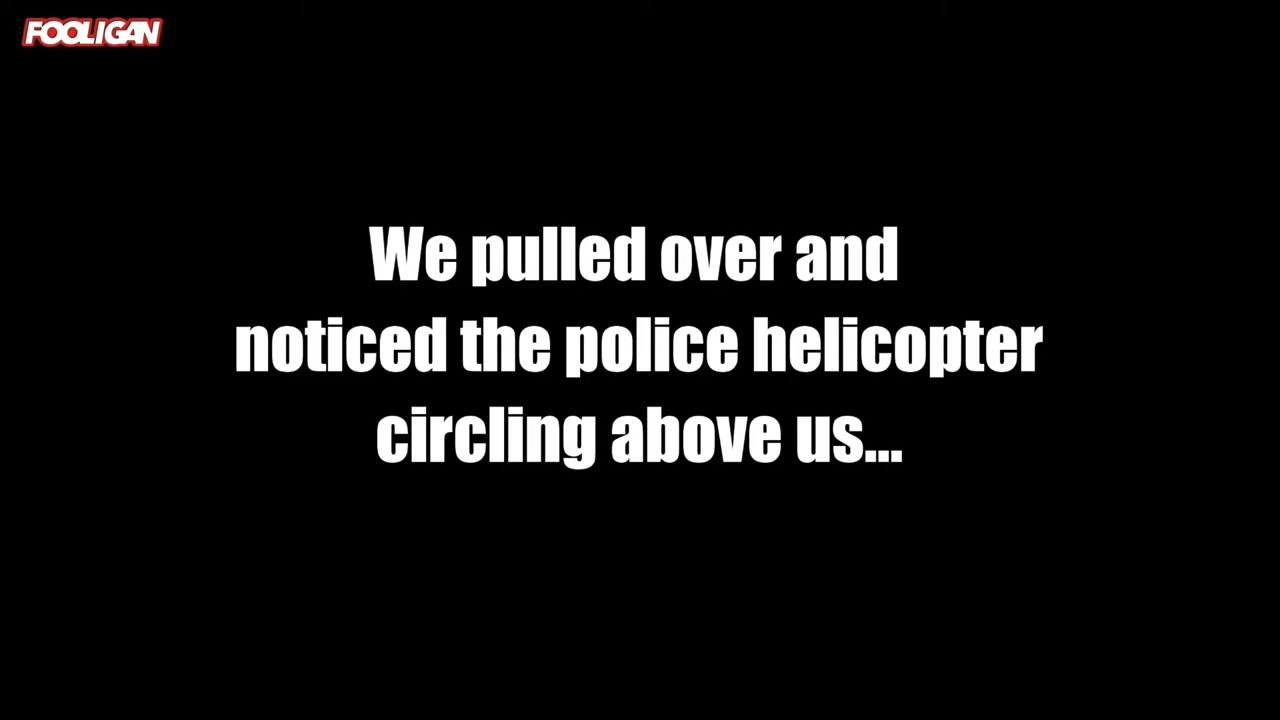 FOOLIGAN
We pulled over and
noticed the police helicopter
circling above us...